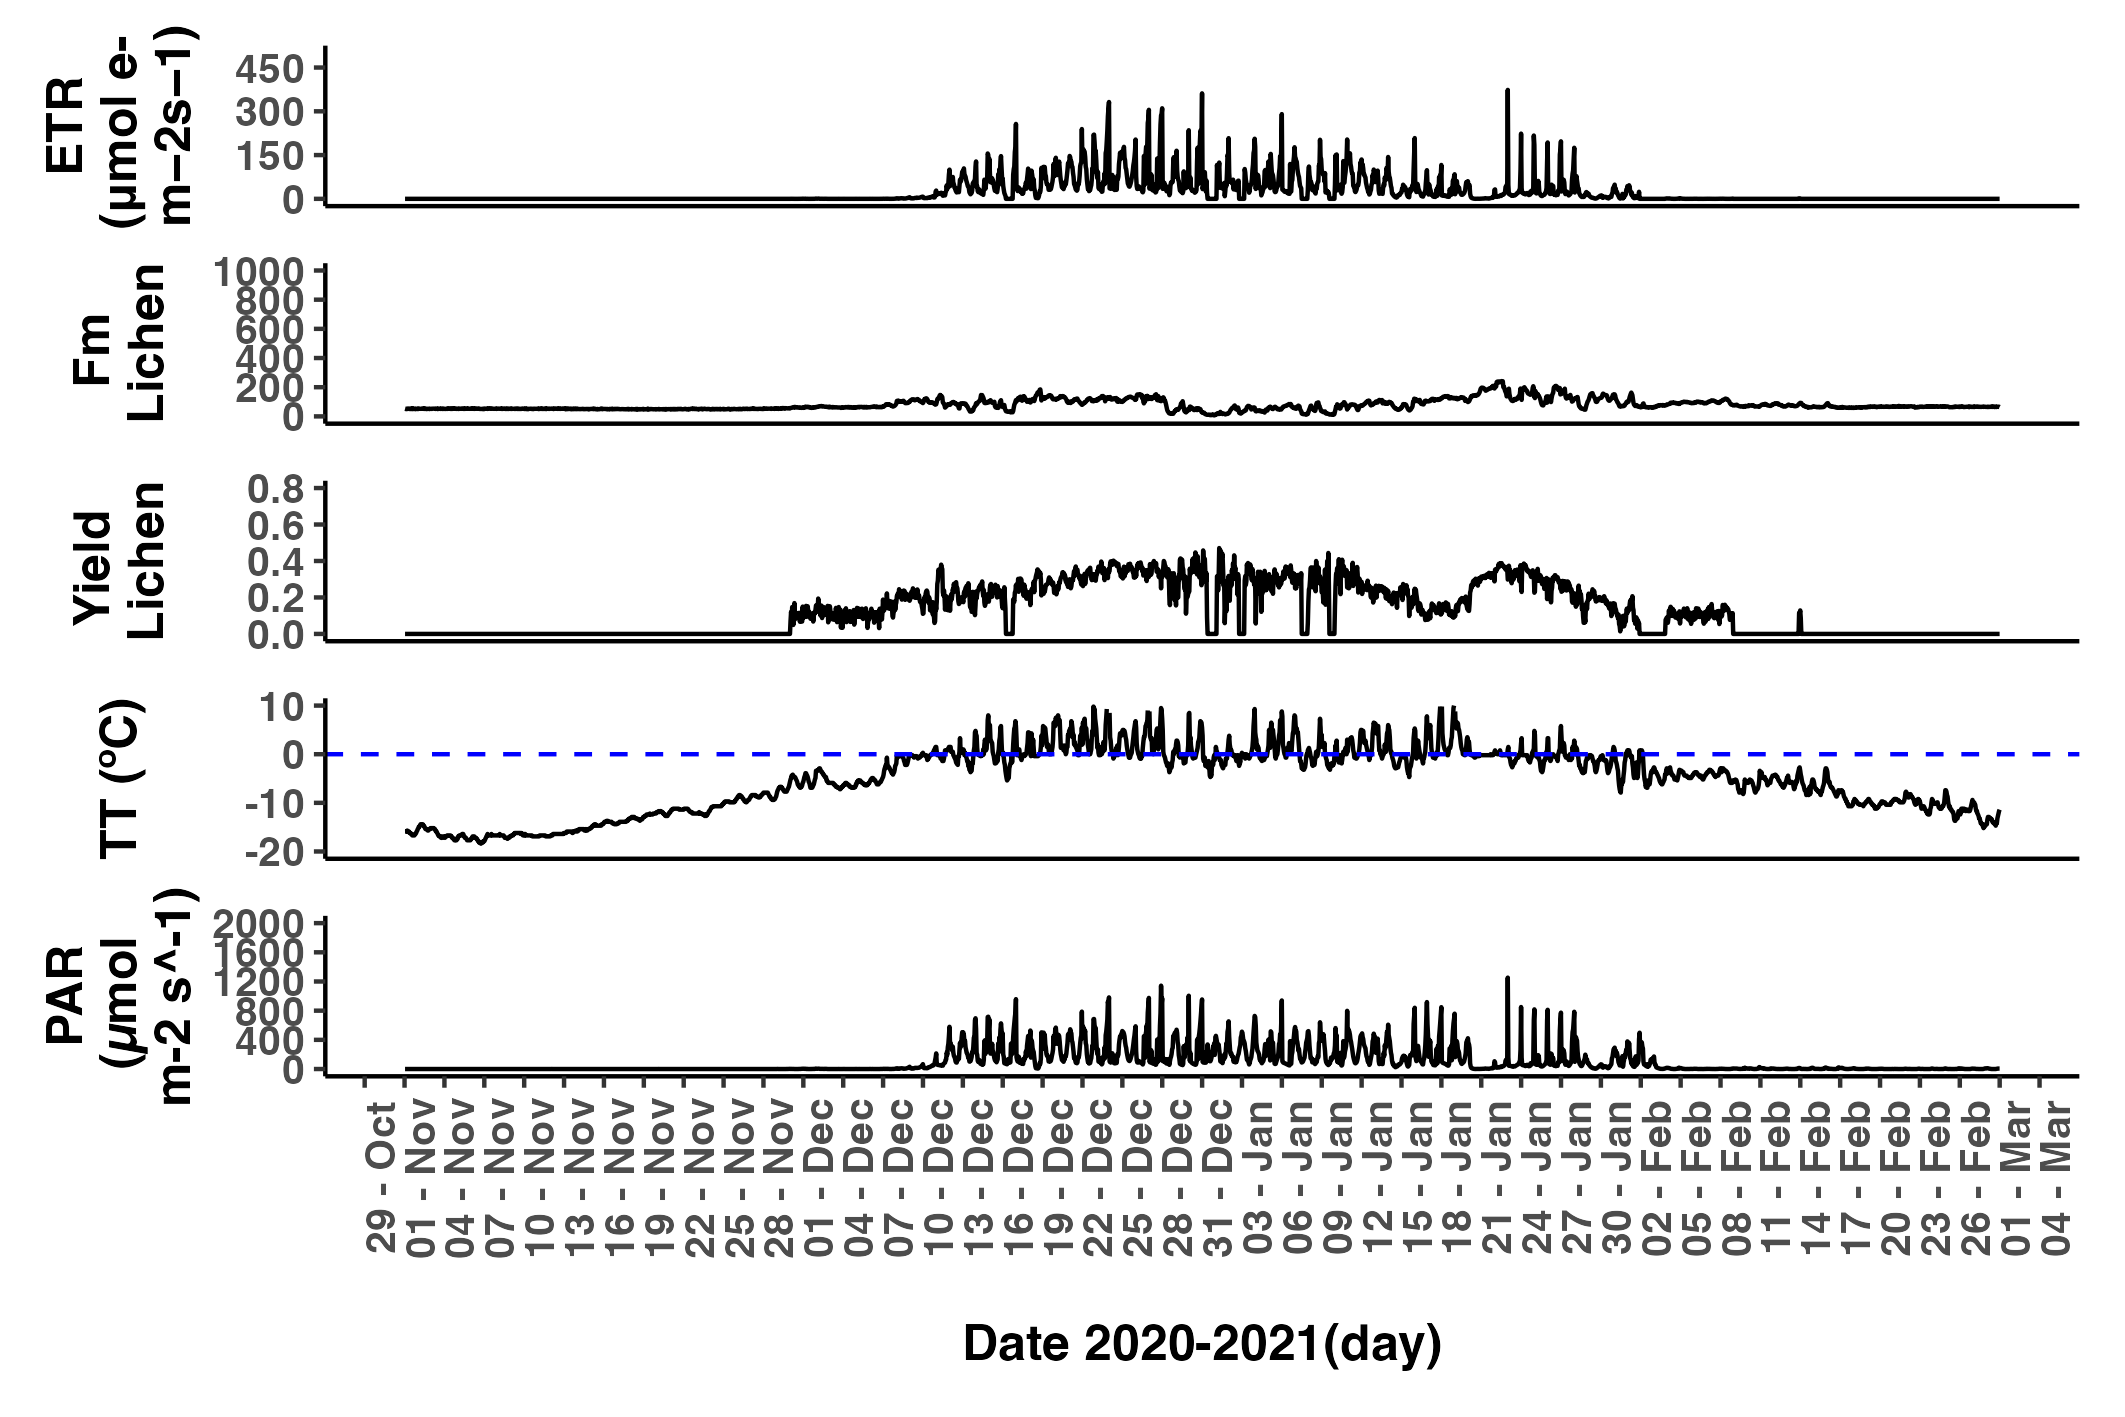 ETR
(µmol e-
m−2s−1)
450
300
150
0
Fm
Lichen
1000
800
600
400
200
0
Yield
Lichen
0.8
0.6
0.4
0.2
0.0
TT (ºC)
10
0
-10
-20
PAR
(µmol
m-2 s^-1)
2000
1600
1200
800
400
0
29 - Oct
01 - Nov
04 - Nov
07 - Nov
10 - Nov
13 - Nov
16 - Nov
19 - Nov
22 - Nov
25 - Nov
28 - Nov
01 - Dec
04 - Dec
07 - Dec
10 - Dec
13 - Dec
16 - Dec
19 - Dec
22 - Dec
25 - Dec
28 - Dec
31 - Dec
03 - Jan
06 - Jan
09 - Jan
12 - Jan
15 - Jan
18 - Jan
21 - Jan
24 - Jan
27 - Jan
30 - Jan
02 - Feb
05 - Feb
08 - Feb
11 - Feb
14 - Feb
17 - Feb
20 - Feb
23 - Feb
26 - Feb
01 - Mar
04 - Mar
Date 2020-2021(day)